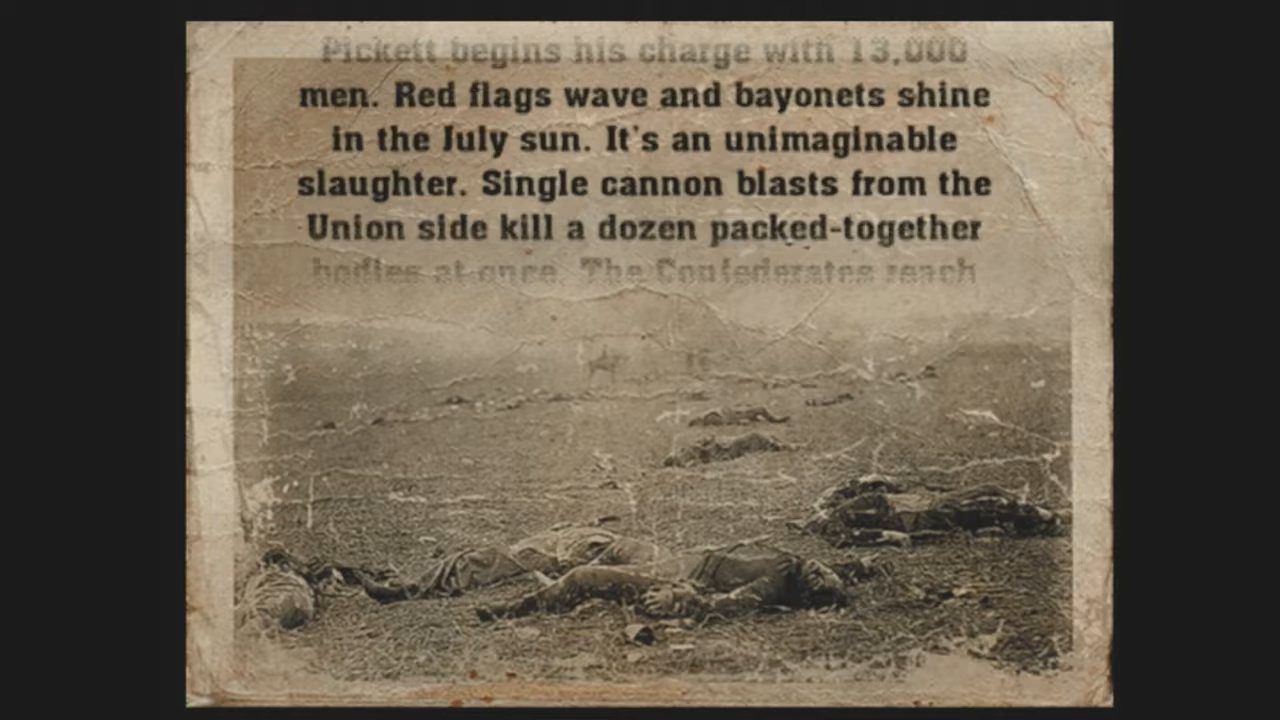 Pickett begins his charge with 13,000
men. Red flags wave and bayonets shine
in the July sun. It's an unimaginable
slaughter. Single cannon blasts from the
Union side kill a dozen packed-together
bodies at once. The Confederates reach